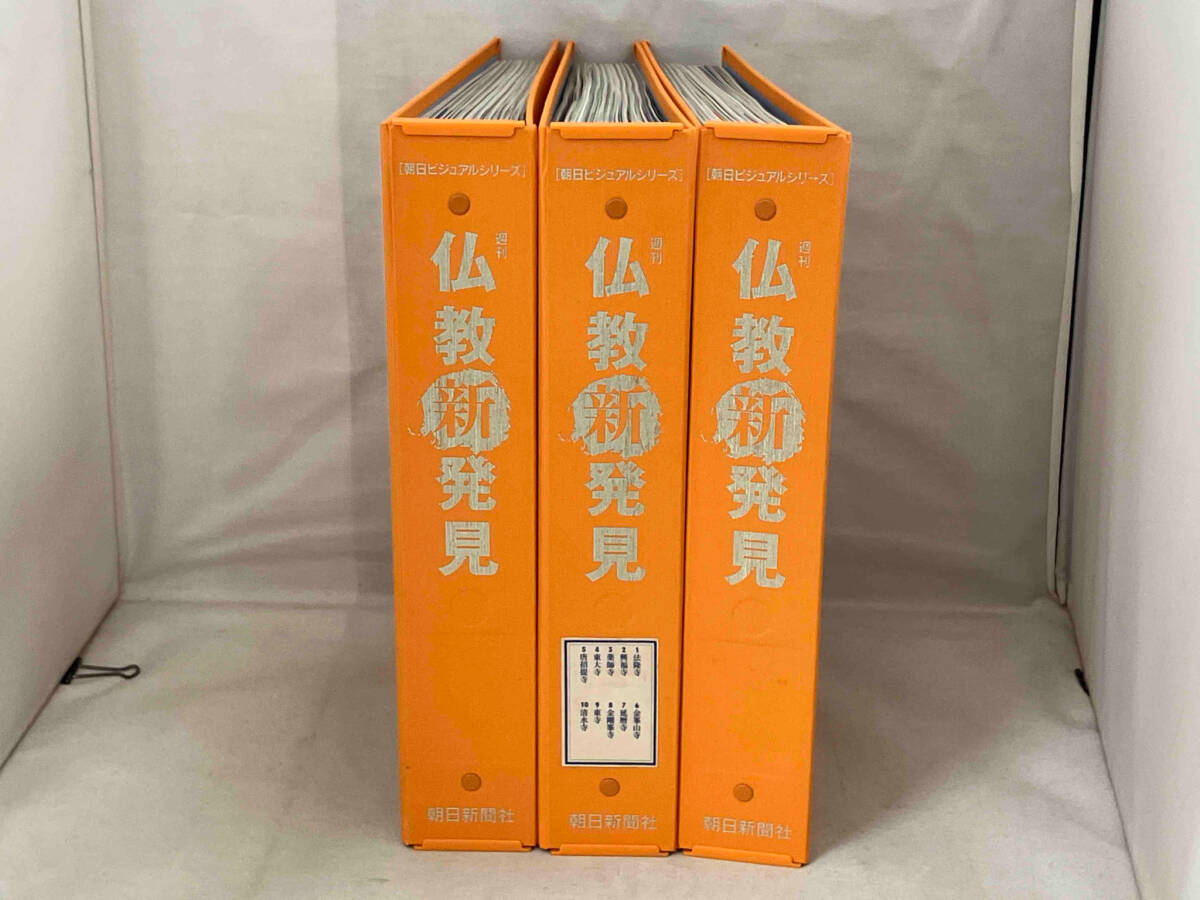 [朝日ビジュアルシリーズ]
週刊
仏教新発見
朝日新聞社
[朝日ビジュアルシリーズ]
週刊
仏教新発見
1 法隆寺
2 興福寺
3 薬師寺
4 東大寺
5 唐招提寺
6 金峯山寺
7 延暦寺
8 金剛峯寺
9 東寺
10 清水寺
朝日新聞社
[朝日ビジュアルシリーズ]
週刊
仏教新発見
朝日新聞社